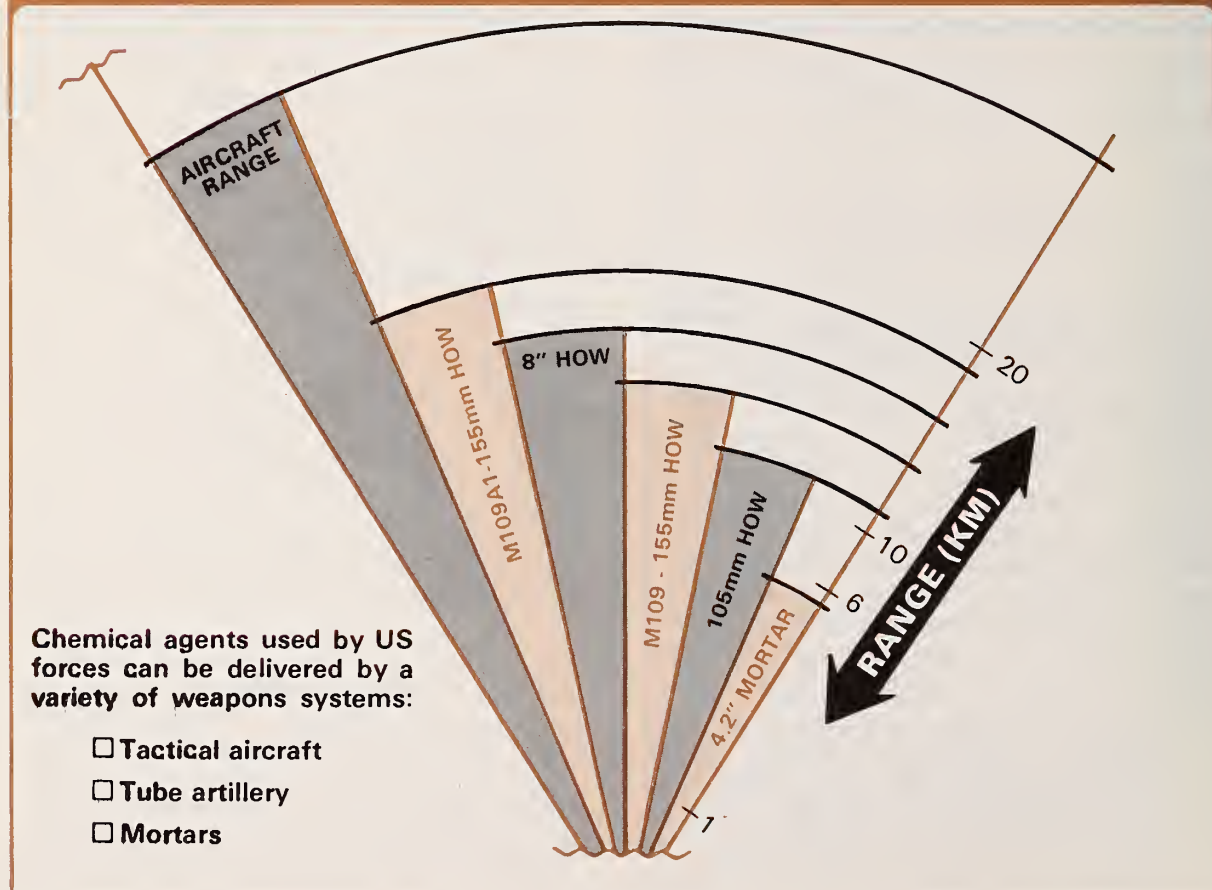 AIRCRAFT
RANGE
M109A1-155mm HOW
8" HOW
M109 - 155mm HOW
105mm HOW
4.2" MORTAR
20
10
6
1
RANGE (KM)
Chemical agents used by US
forces can be delivered by a
variety of weapons systems:
☐ Tactical aircraft
☐ Tube artillery
☐ Mortars